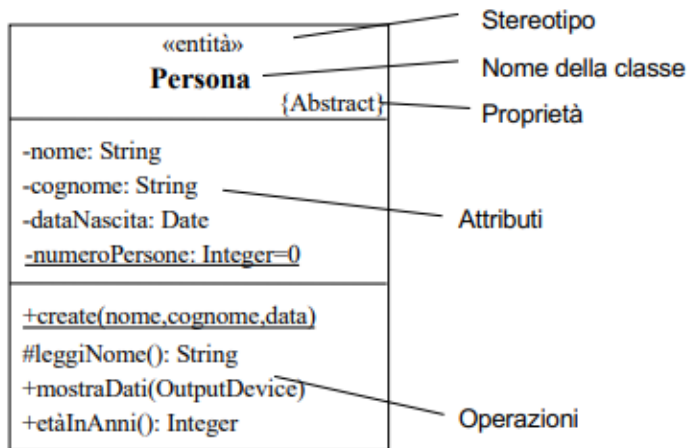 «entità»
Persona
{Abstract}
-nome: String
-cognome: String
-dataNascita: Date
-numeroPersone: Integer=0
+create(nome,cognome,data)
#leggiNome(): String
+mostraDati(OutputDevice)
+etàInAnni(): Integer
Stereotipo
Nome della classe
Proprietà
Attributi
Operazioni